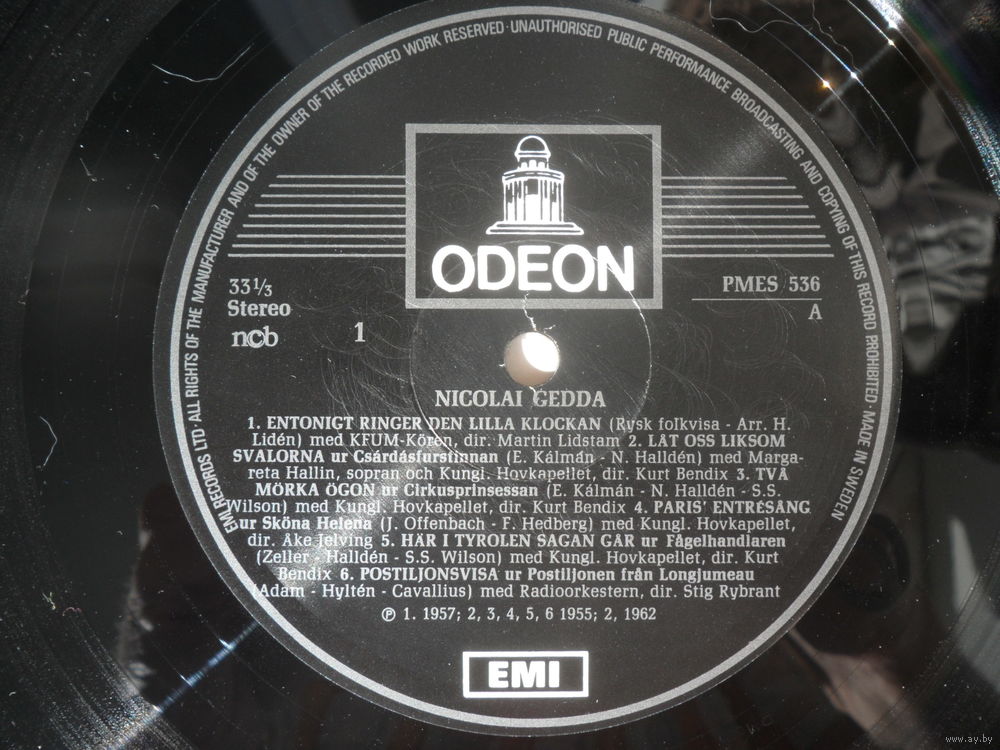 EMI RECORDS LTD · ALL RIGHTS OF THE MANUFACTURER AND OF THE OWNER OF THE RECORDED WORK RESERVED · UNAUTHORISED PUBLIC PERFORMANCE BROADCASTING AND COPYING OF THIS RECORD PROHIBITED · MADE IN SWEDEN
ODEON
33 1/3
Stereo
ncb
1
PMES 536
A
NICOLAI GEDDA
1. ENTONIGT RINGER DEN LILLA KLOCKAN (Rysk folkvisa - Arr. H.
Lidén) med KFUM-Kören, dir. Martin Lidstam 2. LÅT OSS LIKSOM
SVALORNA ur Csárdásfurstinnan (E. Kálmán - N. Halldén) med Marga-
reta Hallin, sopran och Kungl. Hovkapellet, dir. Kurt Bendix 3. TVÅ
MÖRKA ÖGON ur Cirkusprinsessan (E. Kálmán - N. Halldén - S.S.
Wilson) med Kungl. Hovkapellet, dir. Kurt Bendix 4. PARIS' ENTRÉSÅNG
ur Sköna Helena (J. Offenbach - F. Hedberg) med Kungl. Hovkapellet,
dir. Åke Jelving 5. HÄR I TYROLEN SAGAN GÅR ur Fågelhandlaren
(Zeller - Halldén - S.S. Wilson) med Kungl. Hovkapellet, dir. Kurt
Bendix 6. POSTILJONSVISA ur Postiljonen från Longjumeau
(Adam - Hyltén - Cavallius) med Radioorkestern, dir. Stig Rybrant
℗ 1. 1957; 2, 3, 4, 5, 6 1955; 2, 1962
EMI
www.ay.by